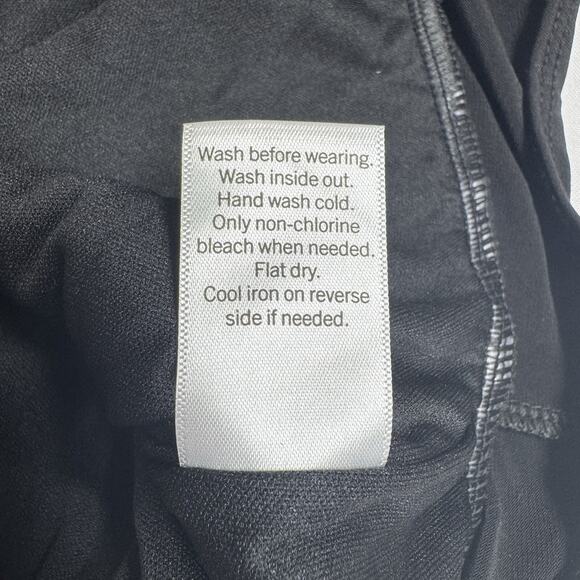 Wash before wearing.
Wash inside out.
Hand wash cold.
Only non-chlorine
bleach when needed.
Flat dry.
Cool iron on reverse
side if needed.